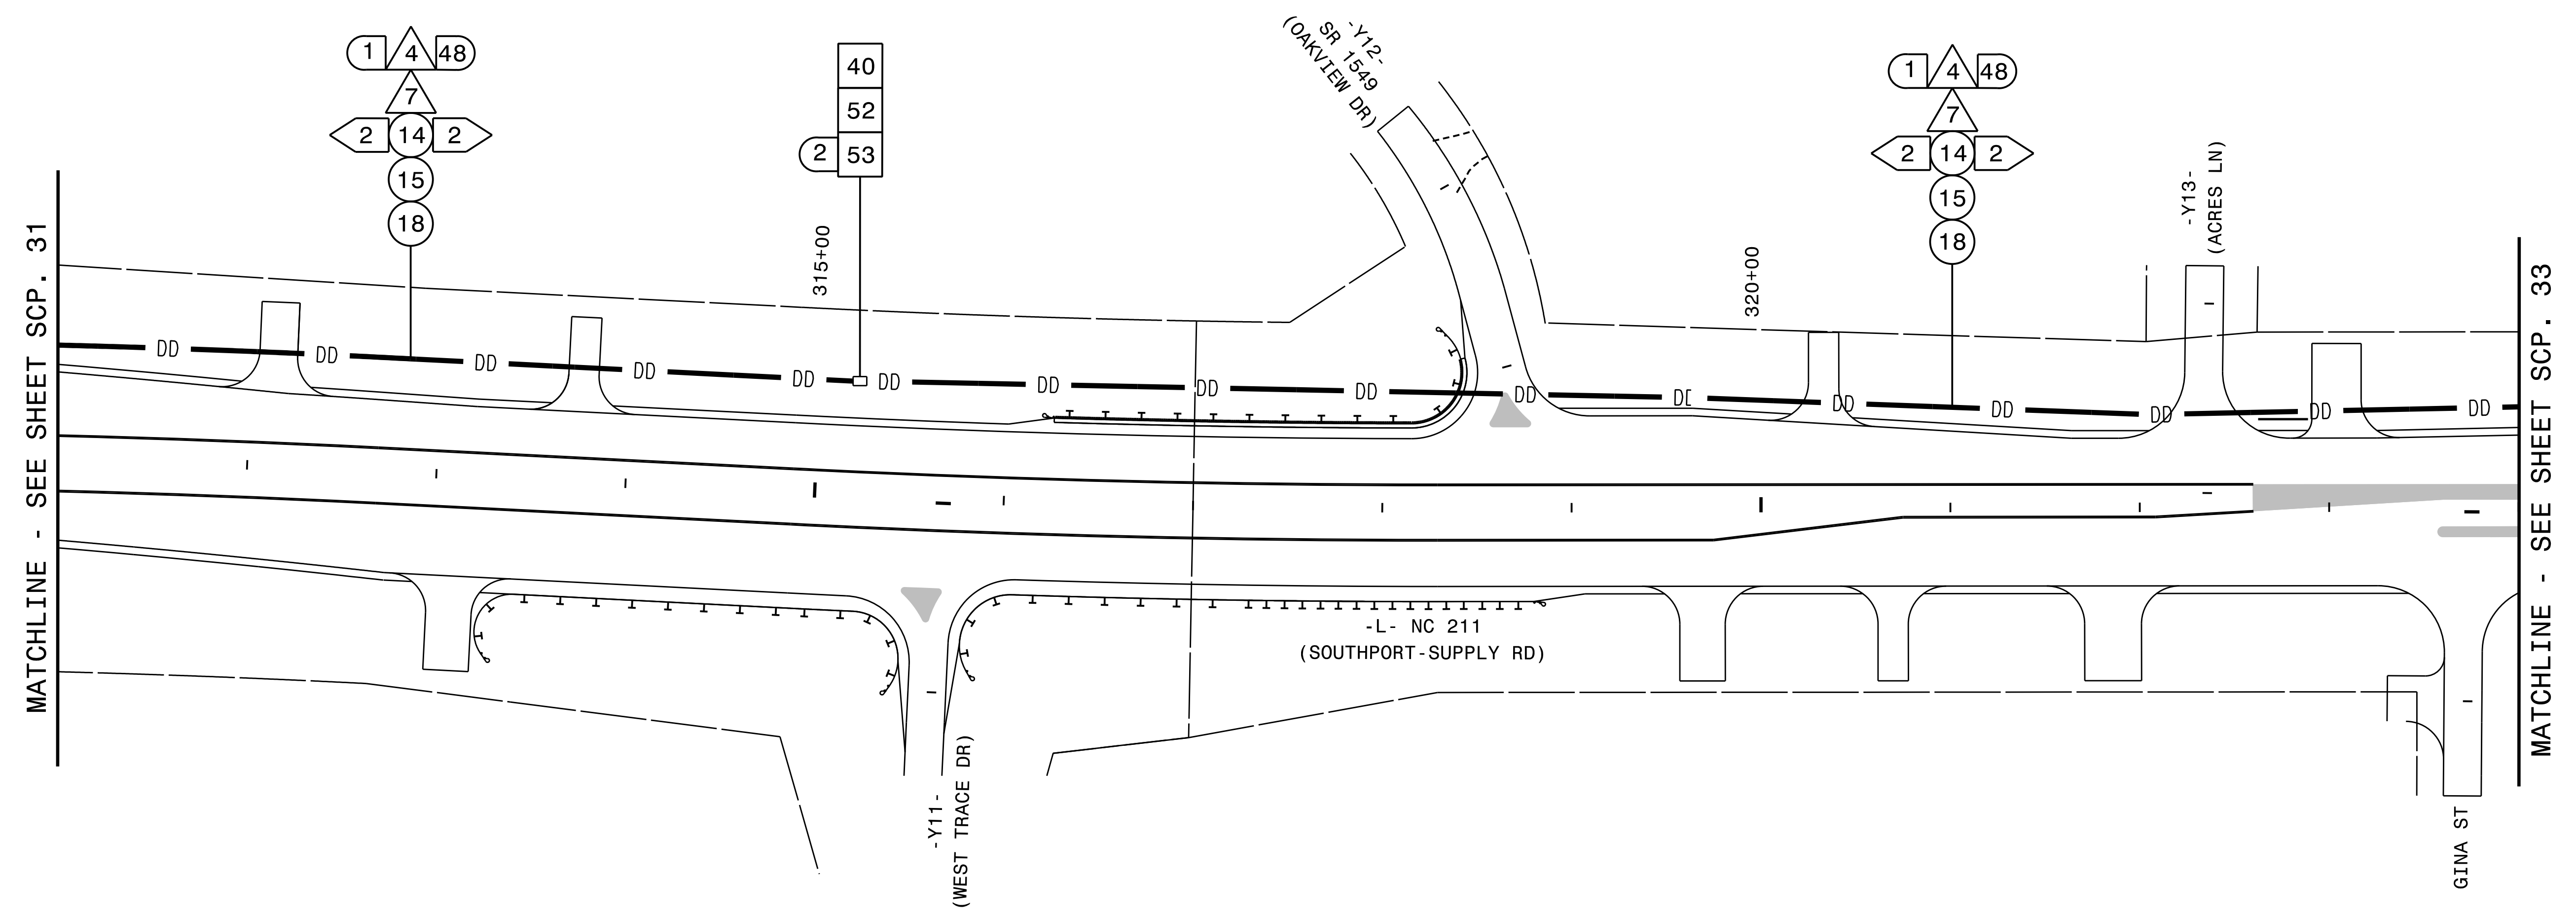 MATCHLINE - SEE SHEET SCP. 31
1 4 48
7
2 14 2
15
18
40
52
2 53
315+00
-Y12-
SR 1549
(OAKVIEW DR)
320+00
1 4 48
7
2 14 2
15
18
-Y13-
(ACRES LN)
DD DD DD DD DD DD DD DD DD DD DD DD DD DD DD
-L- NC 211
(SOUTHPORT-SUPPLY RD)
-Y11-
(WEST TRACE DR)
GINA ST
MATCHLINE - SEE SHEET SCP. 33